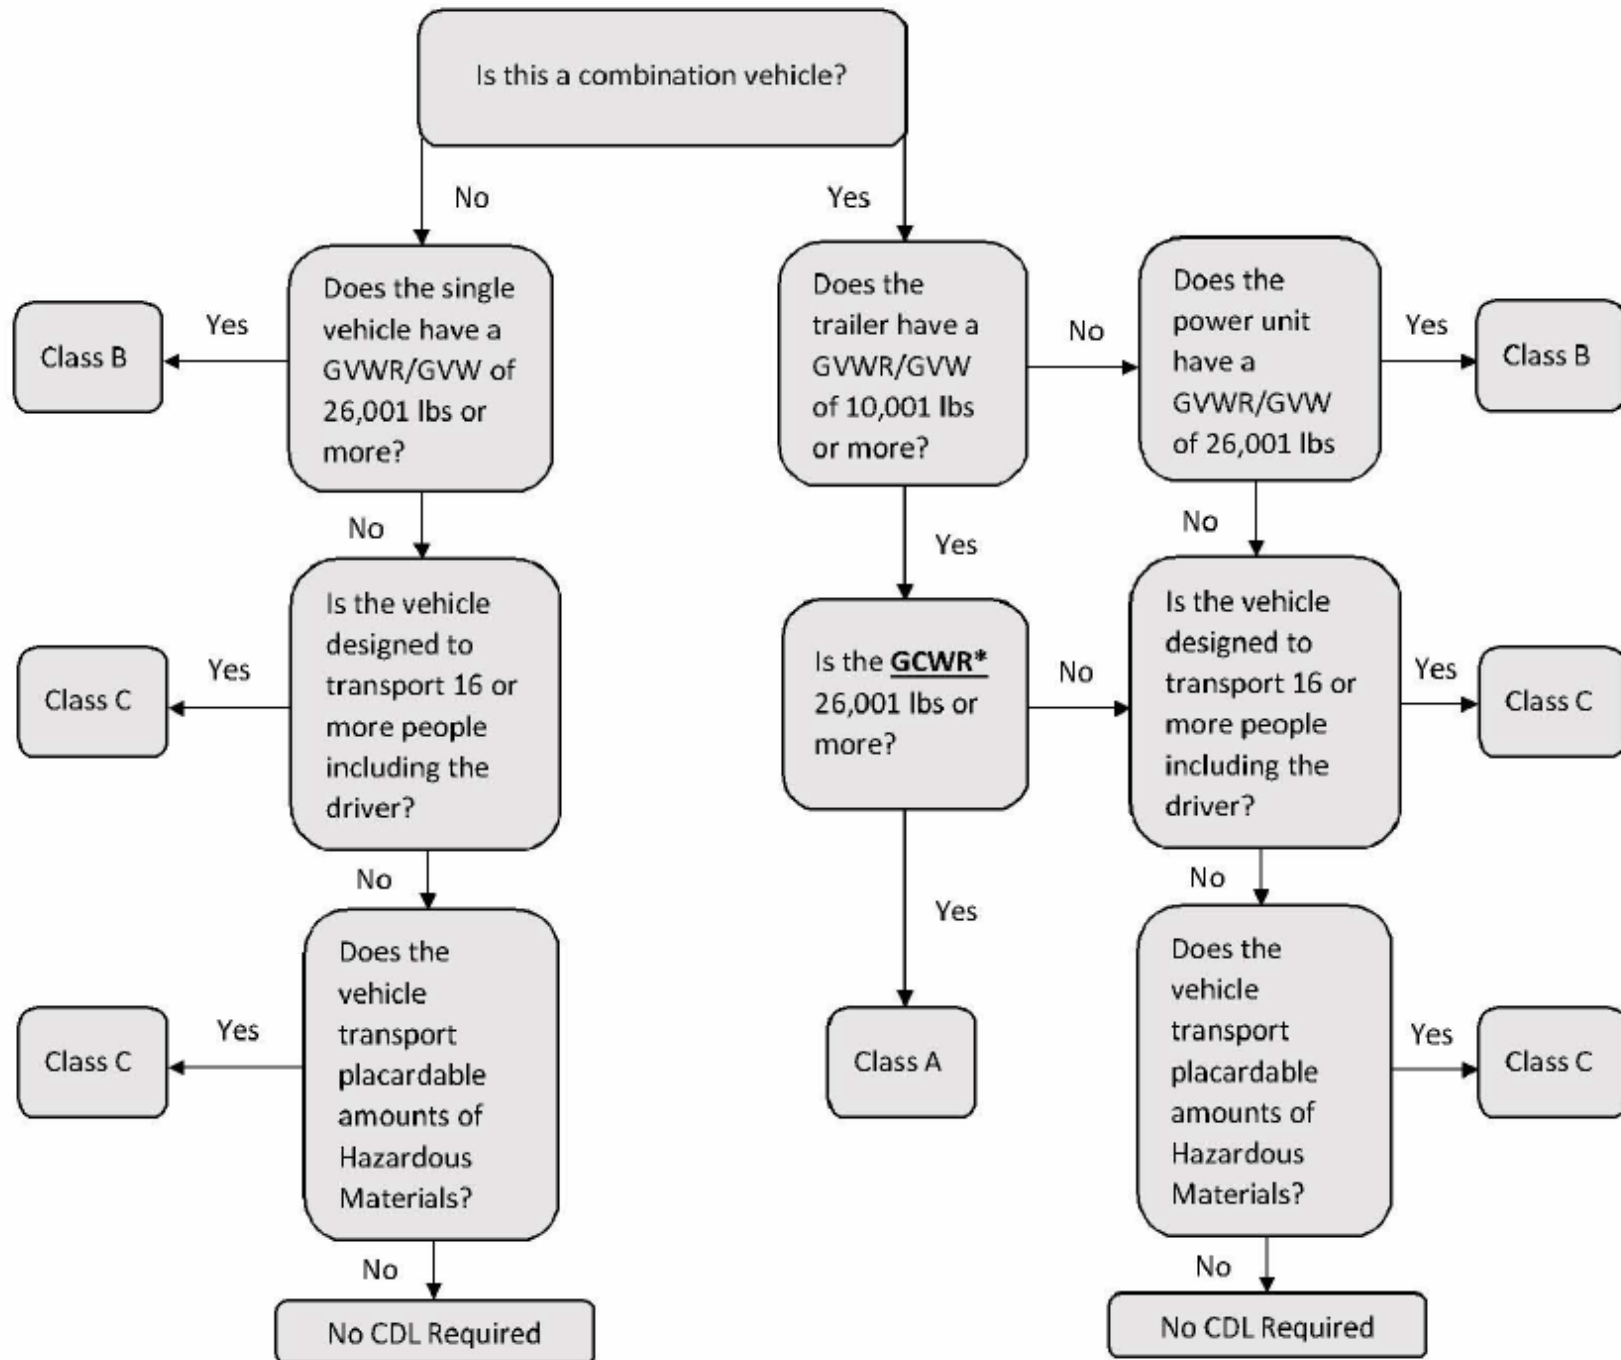 Is this a combination vehicle?
No
Yes
Does the single
vehicle have a
GVWR/GVW of
26,001 lbs or
more?
Yes
Class B
No
Is the vehicle
designed to
transport 16 or
more people
including the
driver?
Yes
Class C
No
Does the
vehicle
transport
placardable
amounts of
Hazardous
Materials?
Yes
Class C
No
No CDL Required
Does the
trailer have a
GVWR/GVW
of 10,001 lbs
or more?
No
Yes
Is the GCWR*
26,001 lbs or
more?
No
Yes
Class A
Does the
power unit
have a
GVWR/GVW
of 26,001 lbs
Yes
Class B
No
Is the vehicle
designed to
transport 16 or
more people
including the
driver?
Yes
Class C
No
Does the
vehicle
transport
placardable
amounts of
Hazardous
Materials?
Yes
Class C
No
No CDL Required